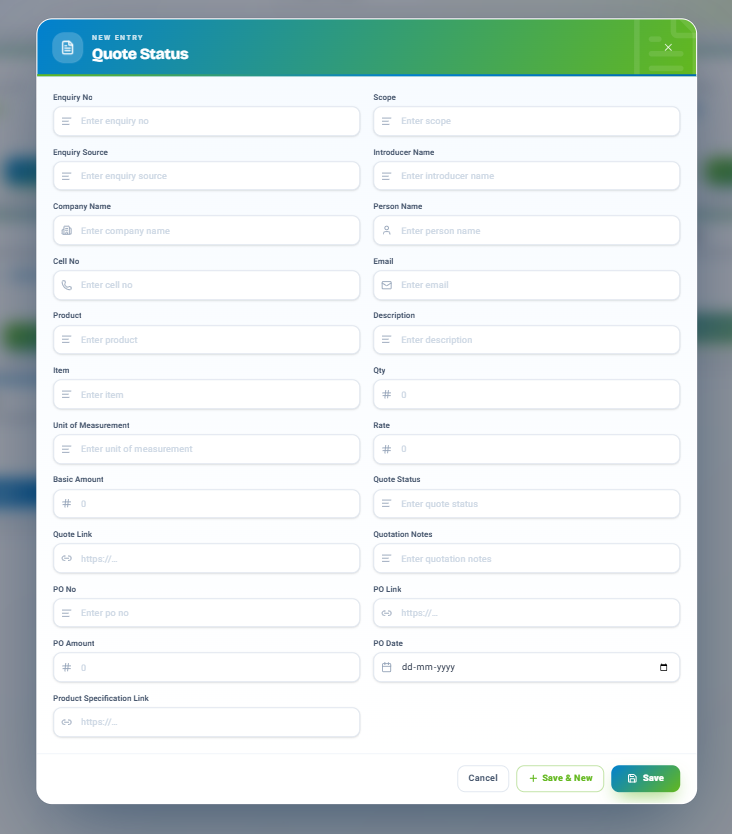 NEW ENTRY
Quote Status
Enquiry No
Scope
Enter enquiry no
Enter scope
Enquiry Source
Introducer Name
Enter enquiry source
Enter introducer name
Company Name
Person Name
Enter company name
Enter person name
Cell No
Email
Enter cell no
Enter email
Product
Description
Enter product
Enter description
Item
Qty
Enter item
0
Unit of Measurement
Rate
Enter unit of measurement
0
Basic Amount
Quote Status
0
Enter quote status
Quote Link
Quotation Notes
https://...
Enter quotation notes
PO No
PO Link
Enter po no
https://...
PO Amount
PO Date
0
dd-mm-yyyy
Product Specification Link
https://...
Cancel
Save & New
Save